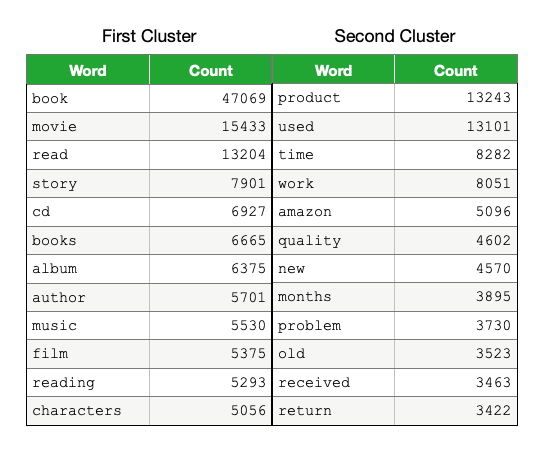 First Cluster Second Cluster
Word Count Word Count
book 47069 product 13243
movie 15433 used 13101
read 13204 time 8282
story 7901 work 8051
cd 6927 amazon 5096
books 6665 quality 4602
album 6375 new 4570
author 5701 months 3895
music 5530 problem 3730
film 5375 old 3523
reading 5293 received 3463
characters 5056 return 3422